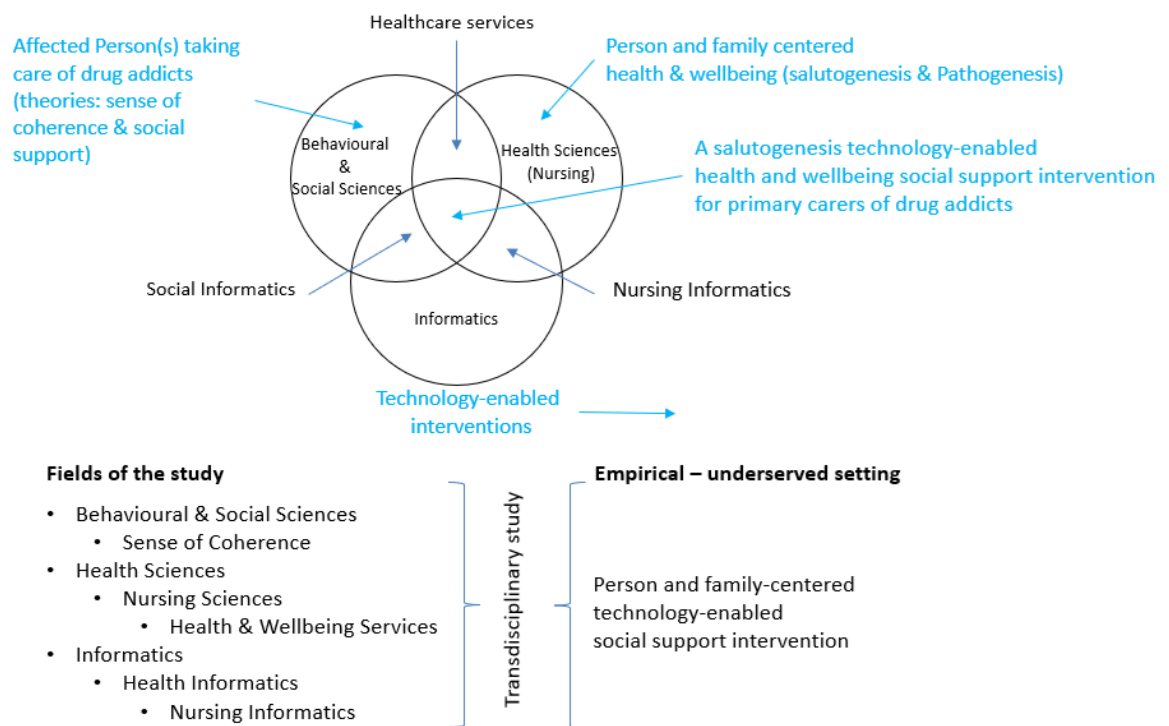 Healthcare services
Affected Person(s) taking
care of drug addicts
(theories: sense of
coherence & social
support)
Person and family centered
health & wellbeing (salutogenesis & Pathogenesis)
Behavioural
&
Social Sciences
Health Sciences
(Nursing)
A salutogenesis technology-enabled
health and wellbeing social support intervention
for primary carers of drug addicts
Social Informatics
Nursing Informatics
Informatics
Technology-enabled
interventions
Fields of the study
• Behavioural & Social Sciences
• Sense of Coherence
• Health Sciences
• Nursing Sciences
• Health & Wellbeing Services
• Informatics
• Health Informatics
• Nursing Informatics
Transdisciplinary study
Empirical – underserved setting
Person and family-centered
technology-enabled
social support intervention